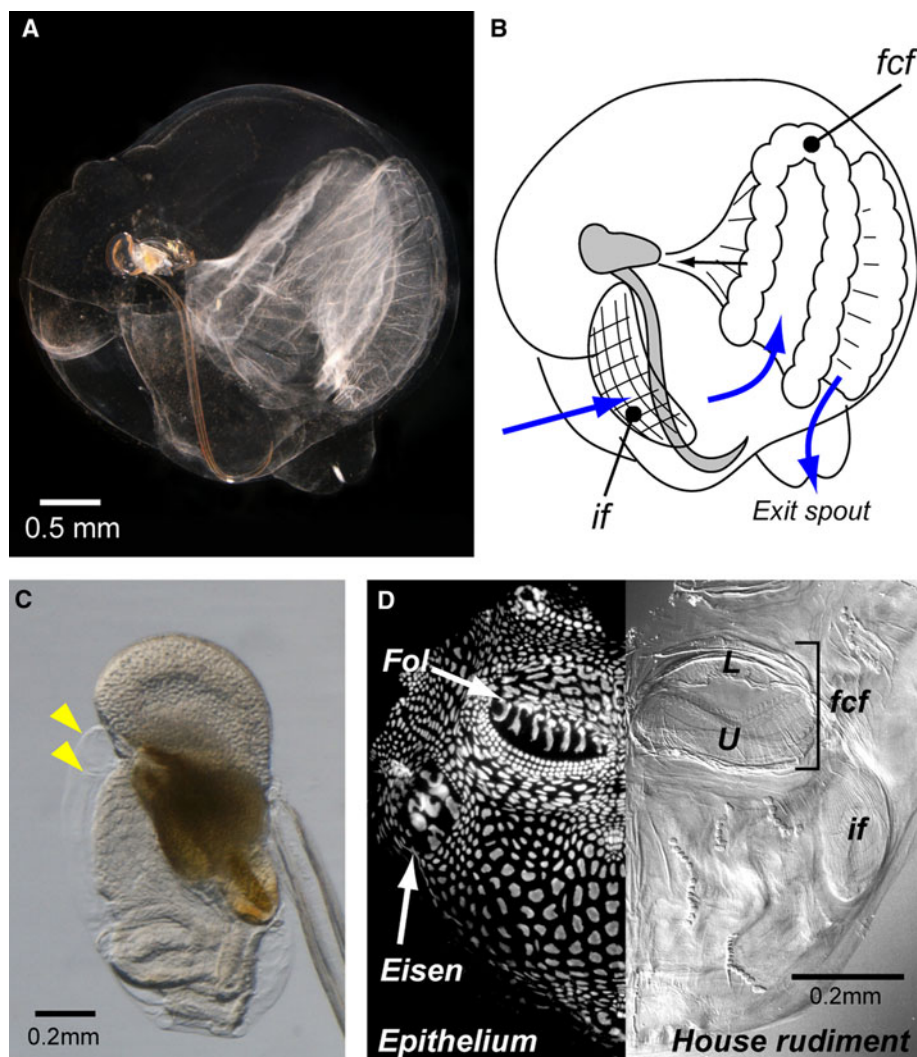 A
0.5 mm
B
fcf
if
Exit spout
C
0.2mm
D
Fol
Eisen
Epithelium
L
fcf
U
if
0.2mm
House rudiment